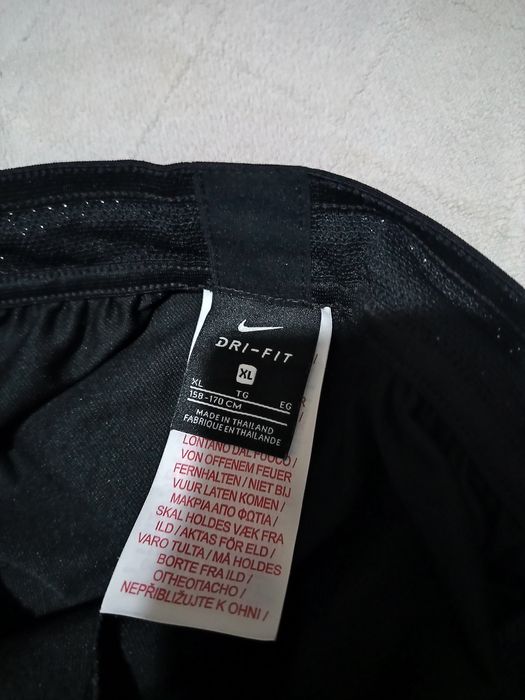 DRI-FIT
XL
XL TG EG
158-170 CM
MADE IN THAILAND
FABRIQUE EN THAILANDE
LONTANO DAL FUOCO /
VON OFFENEM FEUER
FERNHALTEN / NIET BIJ
VUUR LATEN KOMEN /
ΜΑΚΡΙΑ ΑΠΟ ΦΩΤΙΑ /
SKAL HOLDES VÆK FRA
ILD / AKTAS FÖR ELD /
VARO TULTA / MÅ HOLDES
BORTE FRA ILD /
ОГНЕОПАСНО /
NEPŘIBLIŽUJTE K OHNI /